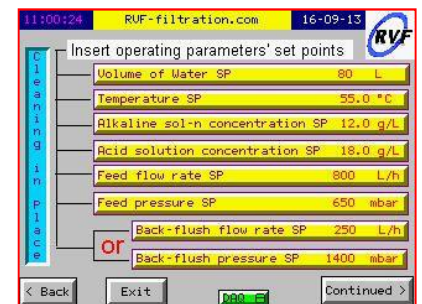 11:00:24 RVF-filtration.com 16-09-13
RVF
Insert operating parameters' set points
Cleaning in Place
Volume of Water SP 80 L
Temperature SP 55.0 °C
Alkaline sol-n concentration SP 12.0 g/L
Acid solution concentration SP 18.0 g/L
Feed flow rate SP 800 L/h
Feed pressure SP 650 mbar
or
Back-flush flow rate SP 250 L/h
Back-flush pressure SP 1400 mbar
< Back Exit DAQ Continued >